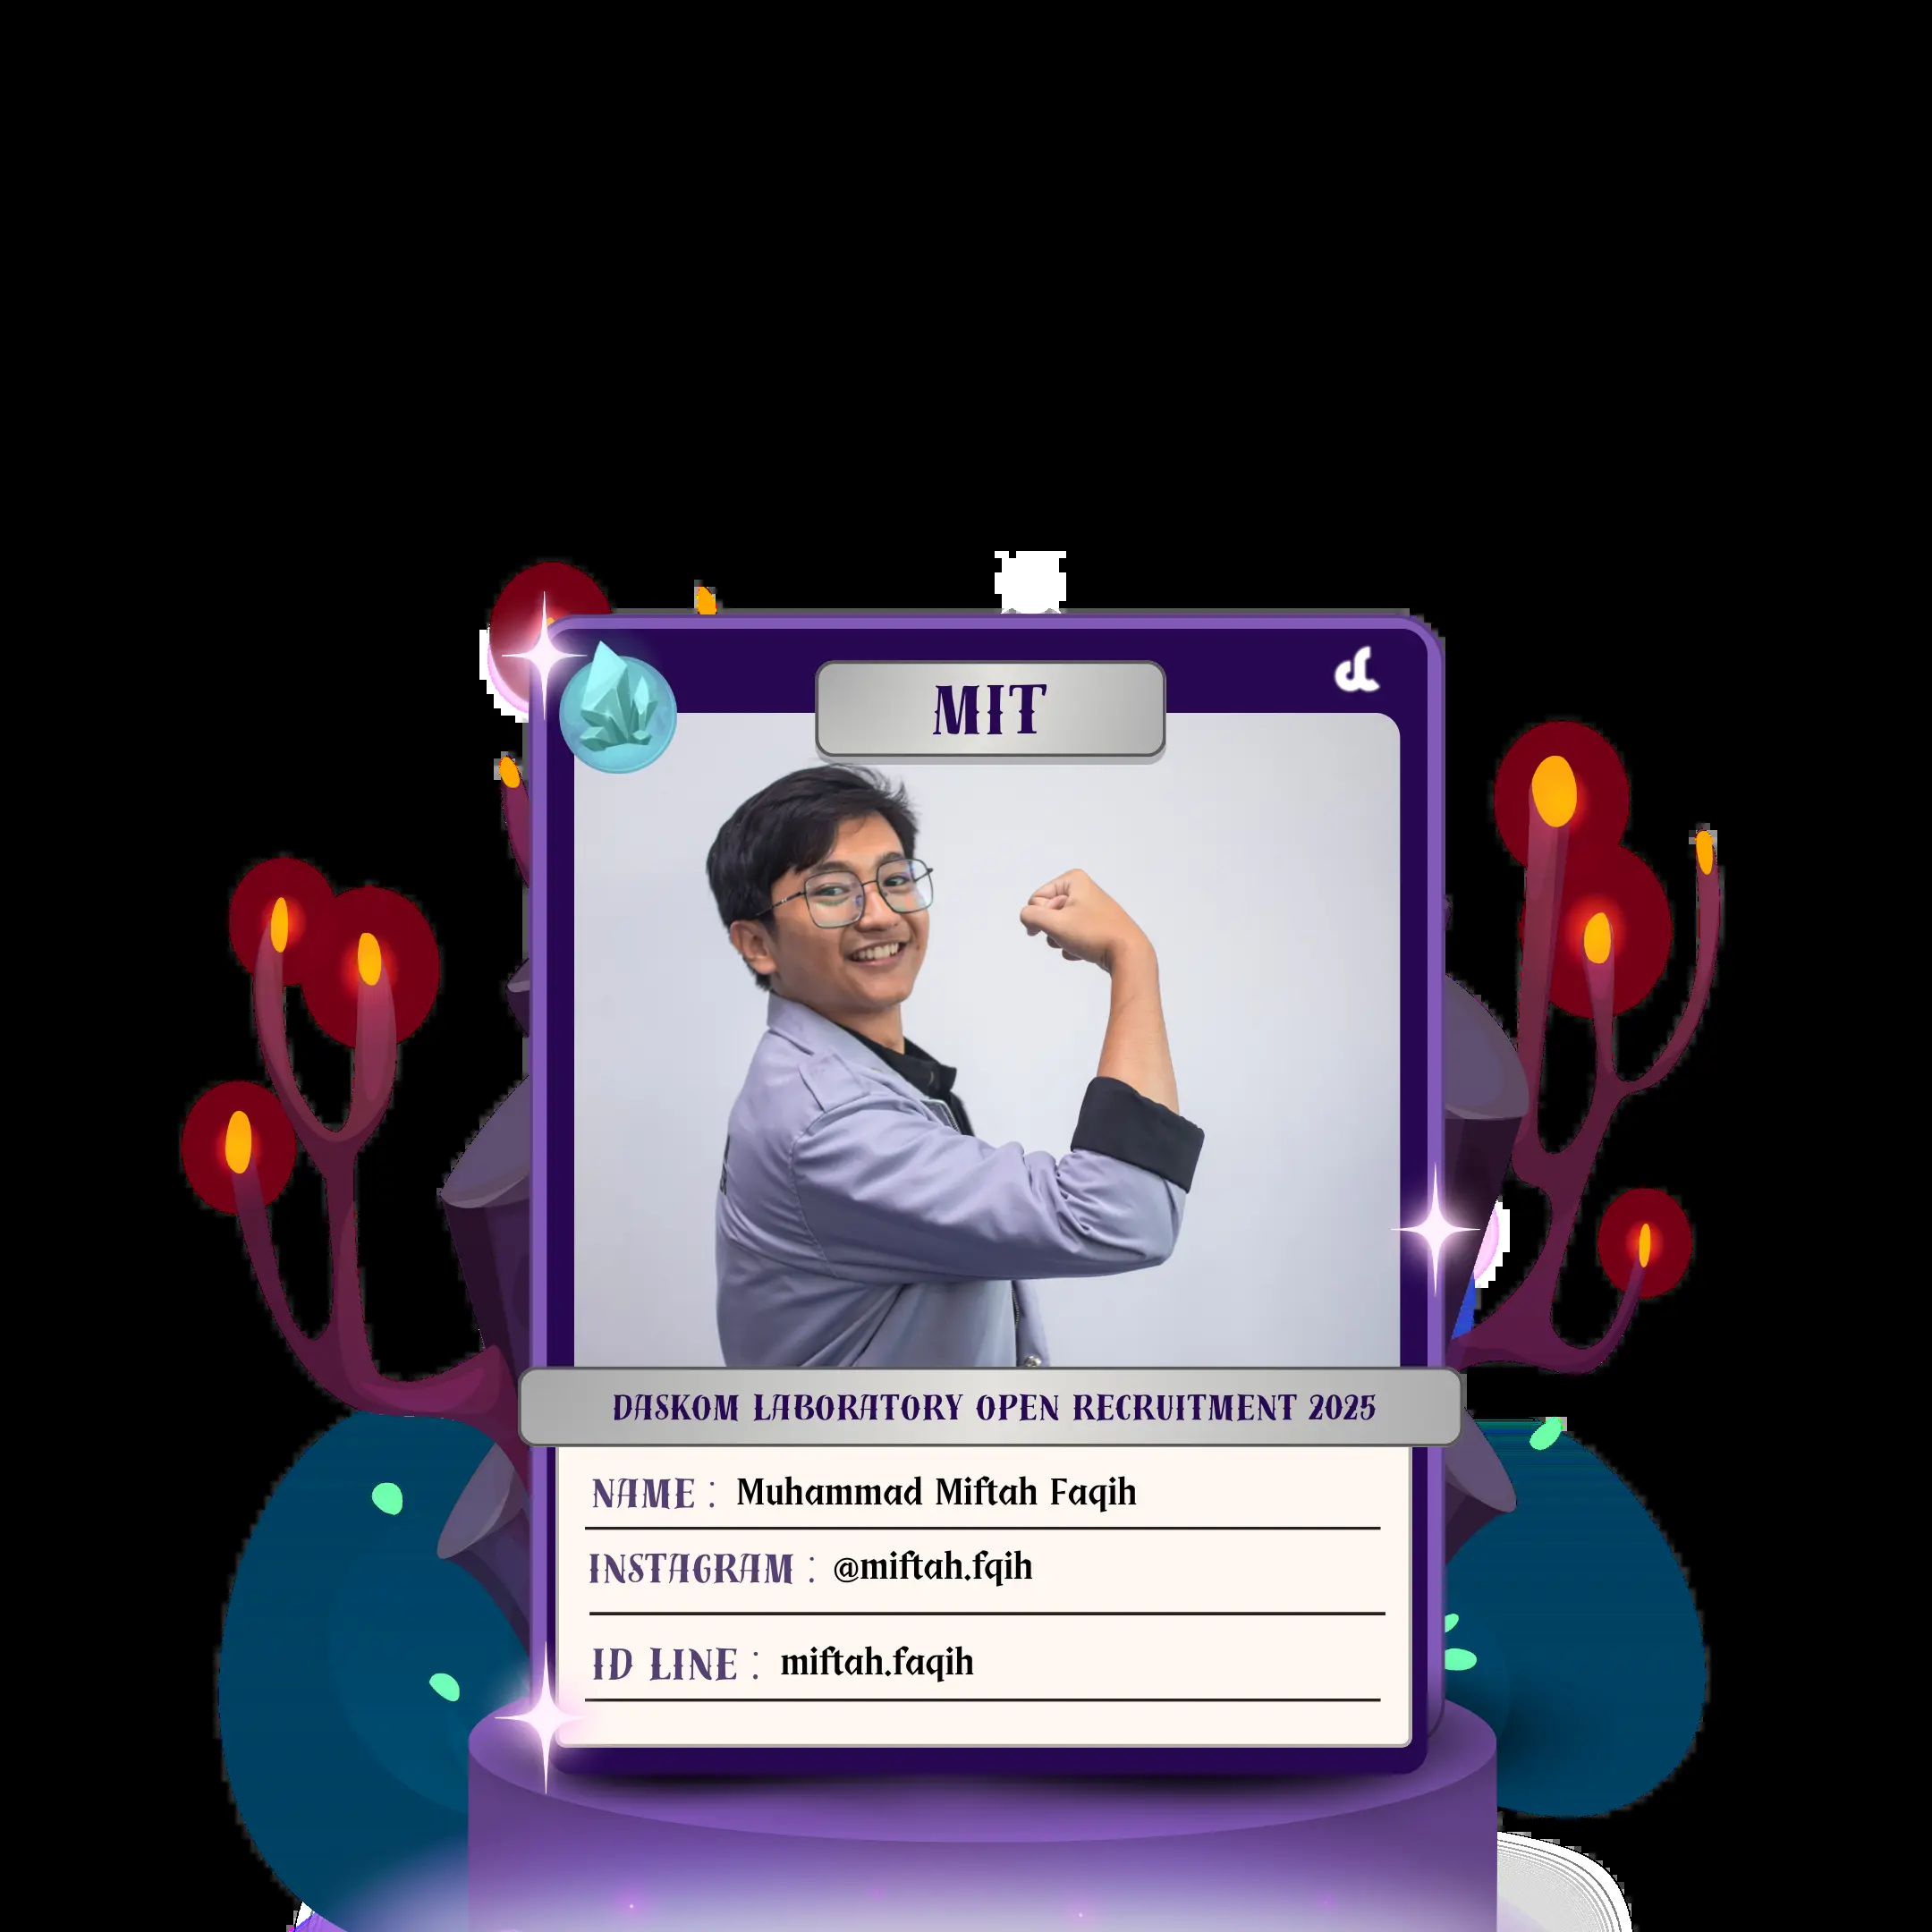 MIT
DASKOM LABORATORY OPEN RECRUITMENT 2025
NAME : Muhammad Miftah Faqih
INSTAGRAM : @miftah.fqih
ID LINE : miftah.faqih